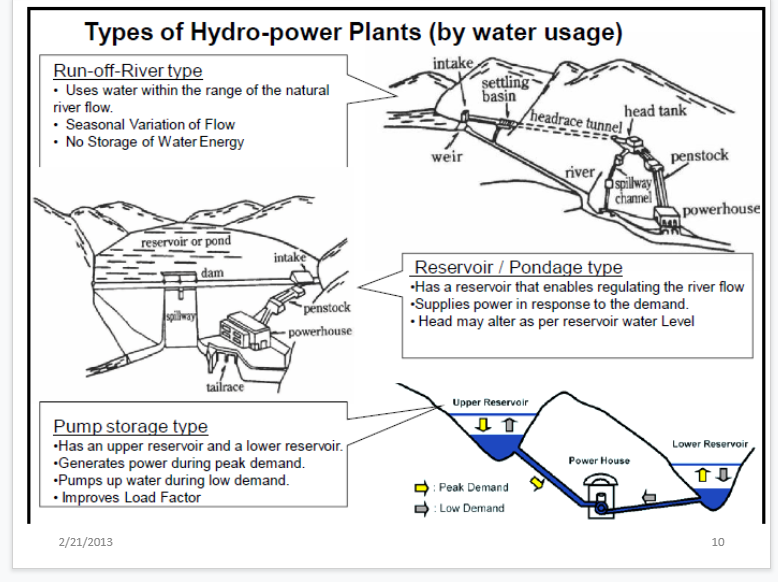 Types of Hydro-power Plants (by water usage)
Run-off-River type
• Uses water within the range of the natural
river flow.
• Seasonal Variation of Flow
• No Storage of Water Energy
intake
settling
basin
headrace tunnel
head tank
weir
river
spillway
channel
penstock
powerhouse
reservoir or pond
intake
dam
spillway
penstock
powerhouse
tailrace
Reservoir / Pondage type
•Has a reservoir that enables regulating the river flow
•Supplies power in response to the demand.
• Head may alter as per reservoir water Level
Pump storage type
•Has an upper reservoir and a lower reservoir.
•Generates power during peak demand.
•Pumps up water during low demand.
• Improves Load Factor
Upper Reservoir
Lower Reservoir
Power House
: Peak Demand
: Low Demand
2/21/2013
10